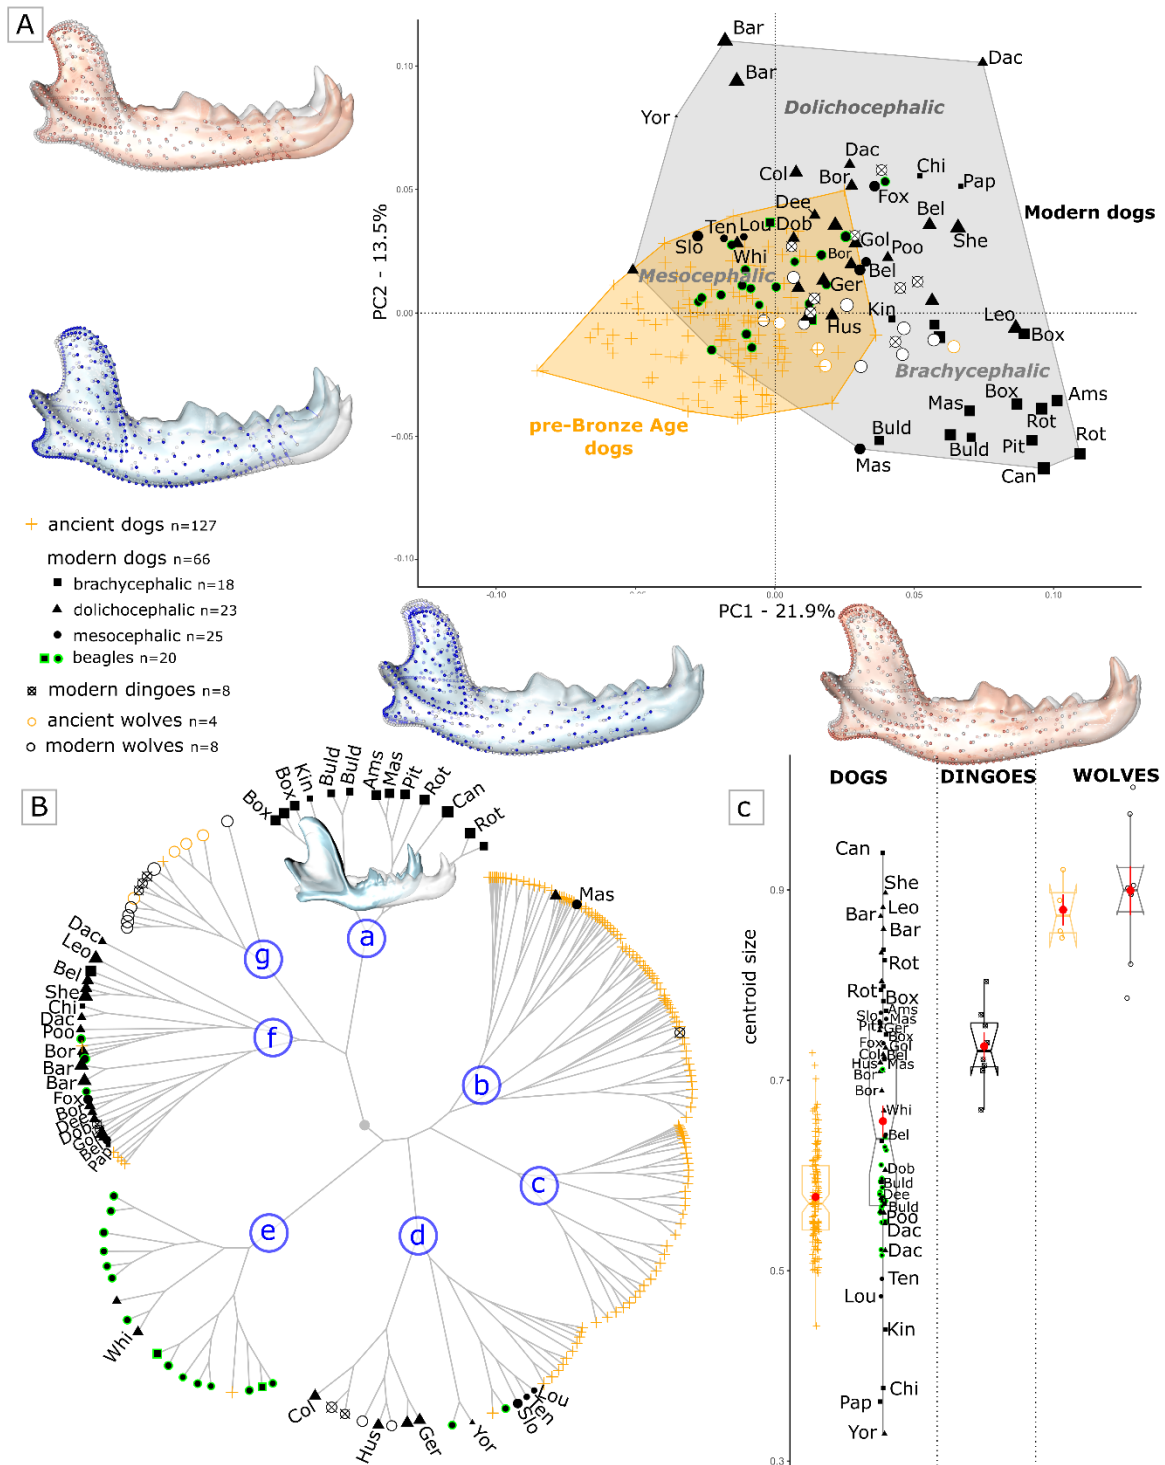 A
Bar
Bar
Dac
Yor
Dolichocephalic
Dac
Col
Bor
Chi
Pap
Fox
Dee
Bel
Modern dogs
Ten
Lou
Dob
She
Slo
Whi
Gol
Poo
Bor
Bel
Mesocephalic
Ger
Kin
Hus
Leo
Box
Brachycephalic
Box
Ams
Mas
Rot
pre-Bronze Age
dogs
Buld
Buld
Pit
Rot
Mas
Can
0.10
0.05
0.00
-0.05
-0.10
PC2 - 13.5%
-0.10
-0.05
0.00
0.05
0.10
PC1 - 21.9%
ancient dogs n=127
modern dogs n=66
brachycephalic n=18
dolichocephalic n=23
mesocephalic n=25
beagles n=20
modern dingoes n=8
ancient wolves n=4
modern wolves n=8
B
Box
Box
Kin
Buld
Buld
Ams
Mas
Pit
Rot
Can
Rot
Mas
a
b
c
d
e
f
g
Dac
Leo
Bel
She
Chi
Dac
Poo
Bor
Bar
Bar
Fox
Bor
Dee
Dob
Gol
Bel
Pap
Whi
Col
Hus
Ger
Yor
Slo
Ten
Lou
c
DOGS
DINGOES
WOLVES
centroid size
0.9
0.7
0.5
0.3
Can
She
Leo
Bar
Bar
Rot
Rot
Box
Ams
Slo
Mas
Pit
Ger
Box
Fox
Gol
Col
Bel
Hus
Mas
Bor
Bor
Whi
Bel
Dob
Buld
Dee
Buld
Poo
Dac
Dac
Ten
Lou
Kin
Chi
Pap
Yor